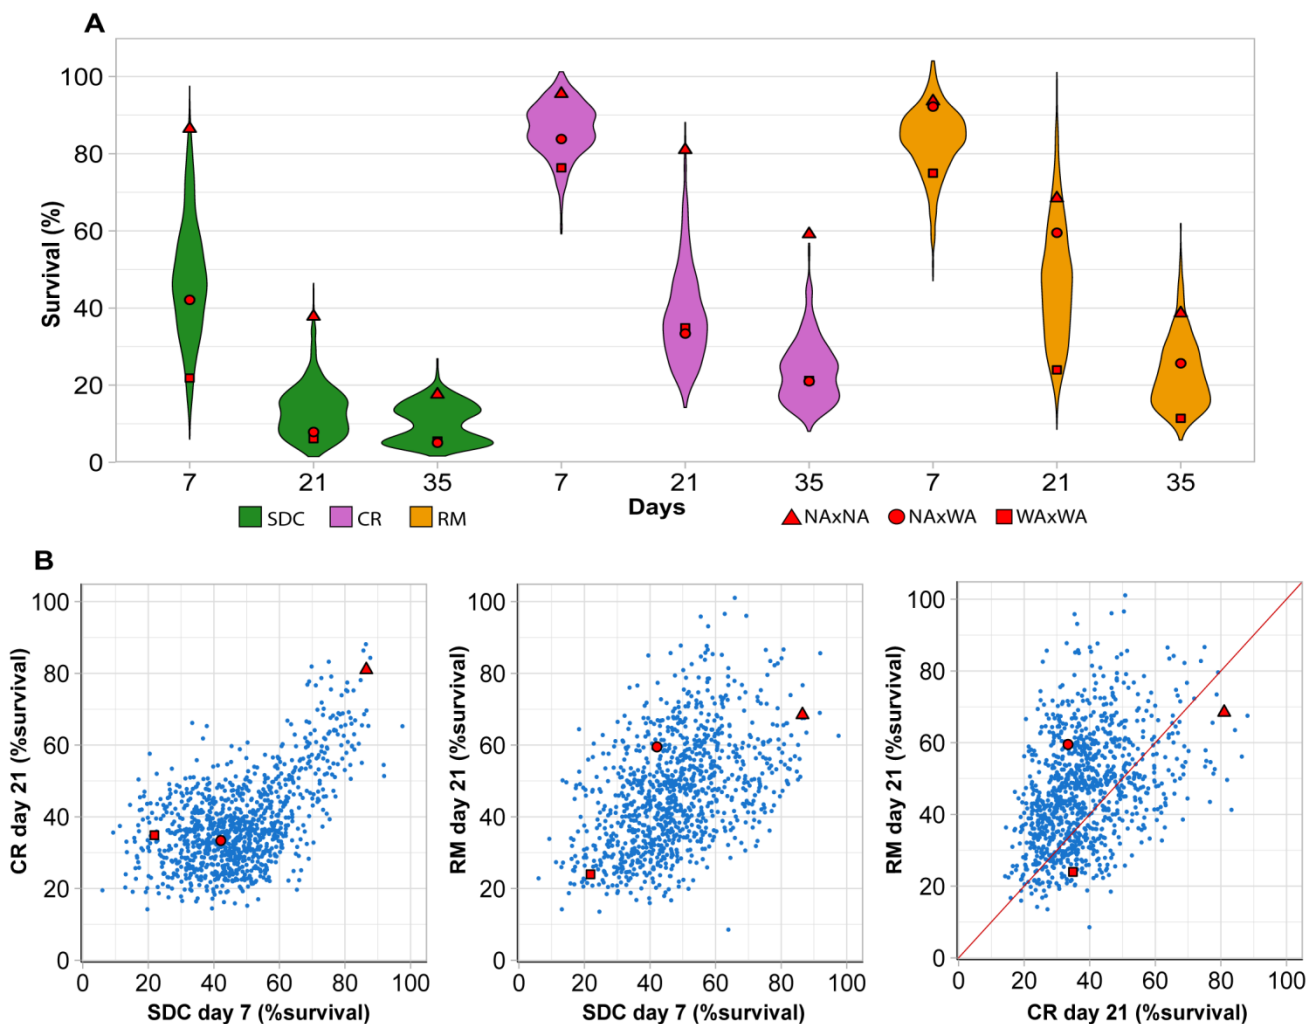 A
Survival (%)
100
80
60
40
20
0
7 21 35 7 21 35 7 21 35
Days
SDC CR RM NAxNA NAxWA WAxWA
B
CR day 21 (%survival)
100
80
60
40
20
0
0 20 40 60 80 100
SDC day 7 (%survival)
RM day 21 (%survival)
100
80
60
40
20
0
0 20 40 60 80 100
SDC day 7 (%survival)
RM day 21 (%survival)
100
80
60
40
20
0
0 20 40 60 80 100
CR day 21 (%survival)